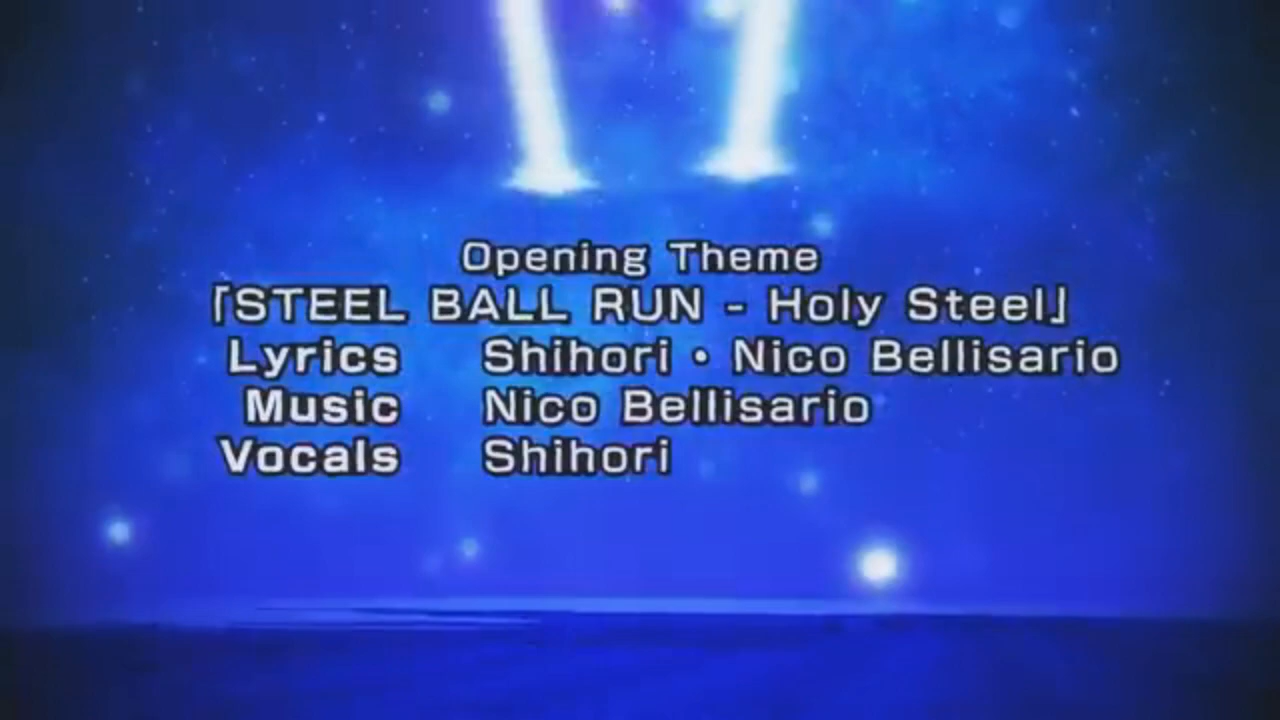 Opening Theme
「STEEL BALL RUN - Holy Steel」
Lyrics Shihori・Nico Bellisario
Music Nico Bellisario
Vocals Shihori